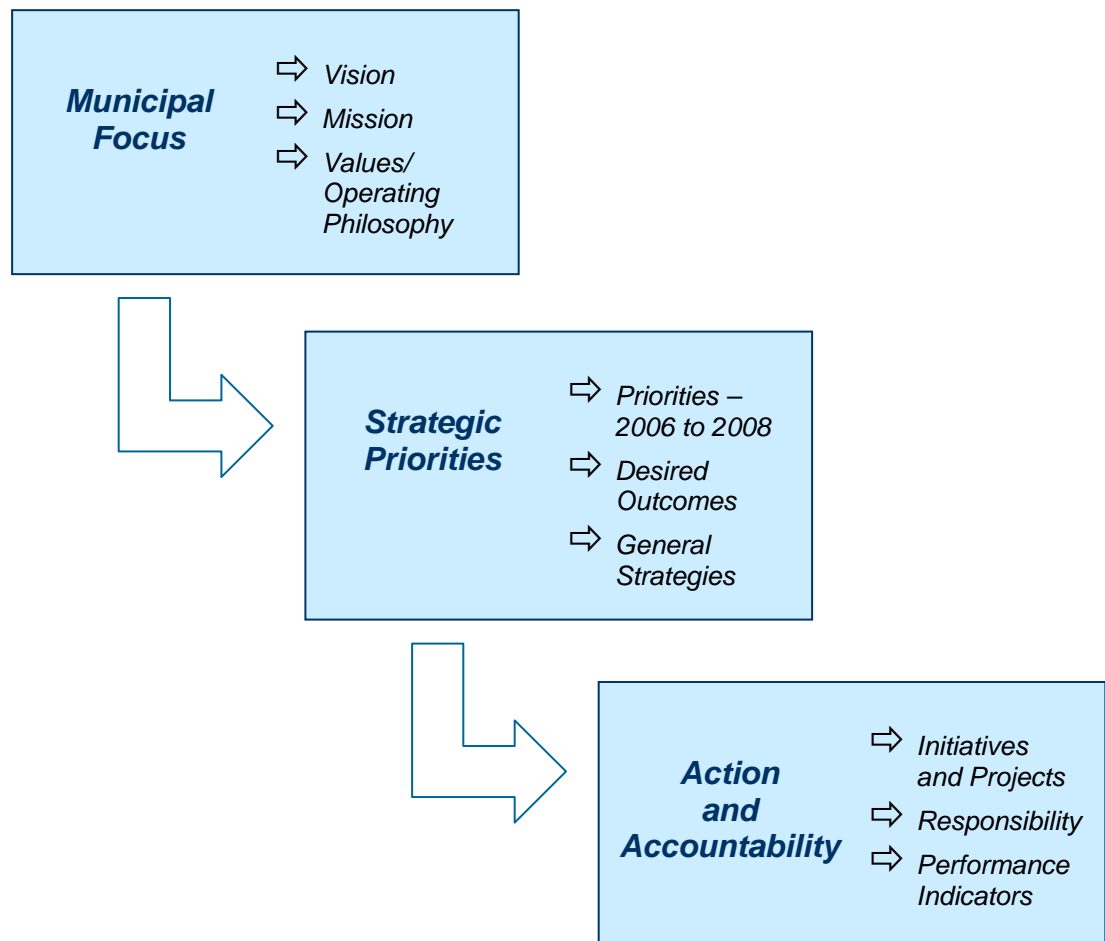 Municipal
Focus
Vision
Mission
Values/
Operating
Philosophy
Strategic
Priorities
Priorities –
2006 to 2008
Desired
Outcomes
General
Strategies
Action
and
Accountability
Initiatives
and Projects
Responsibility
Performance
Indicators